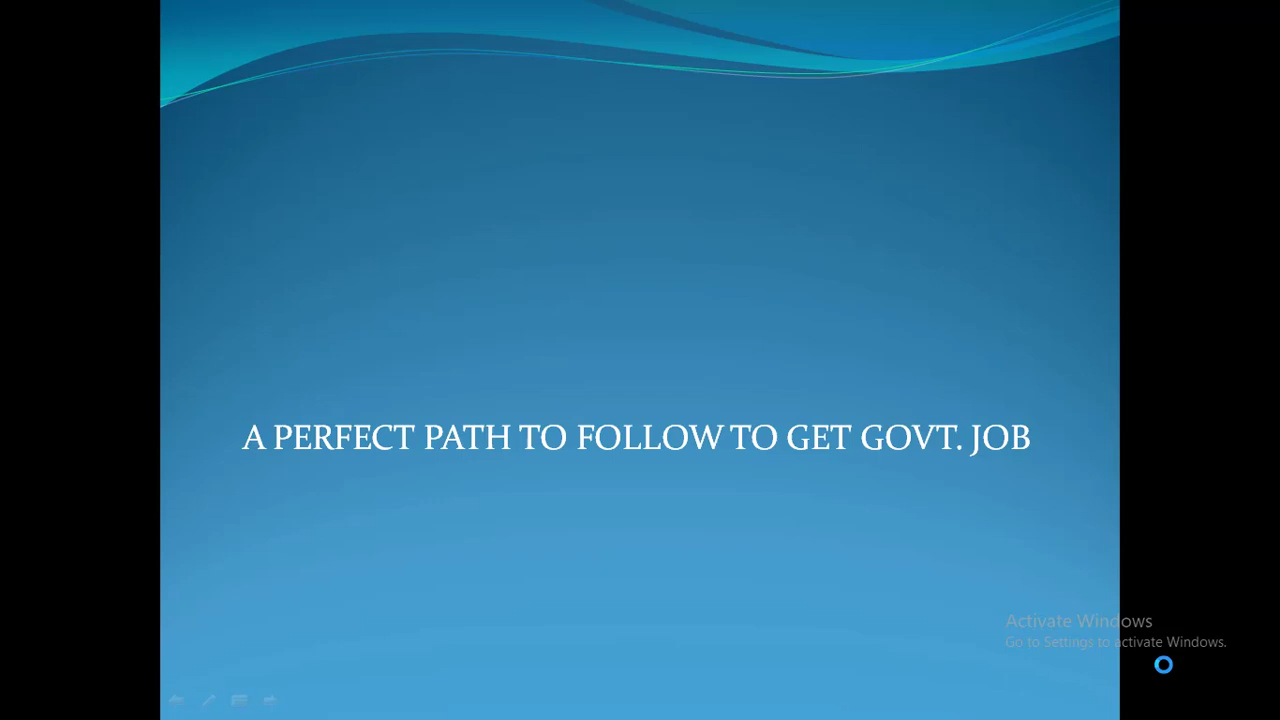 A PERFECT PATH TO FOLLOW TO GET GOVT. JOB
Activate Windows
Go to Settings to activate Windows.